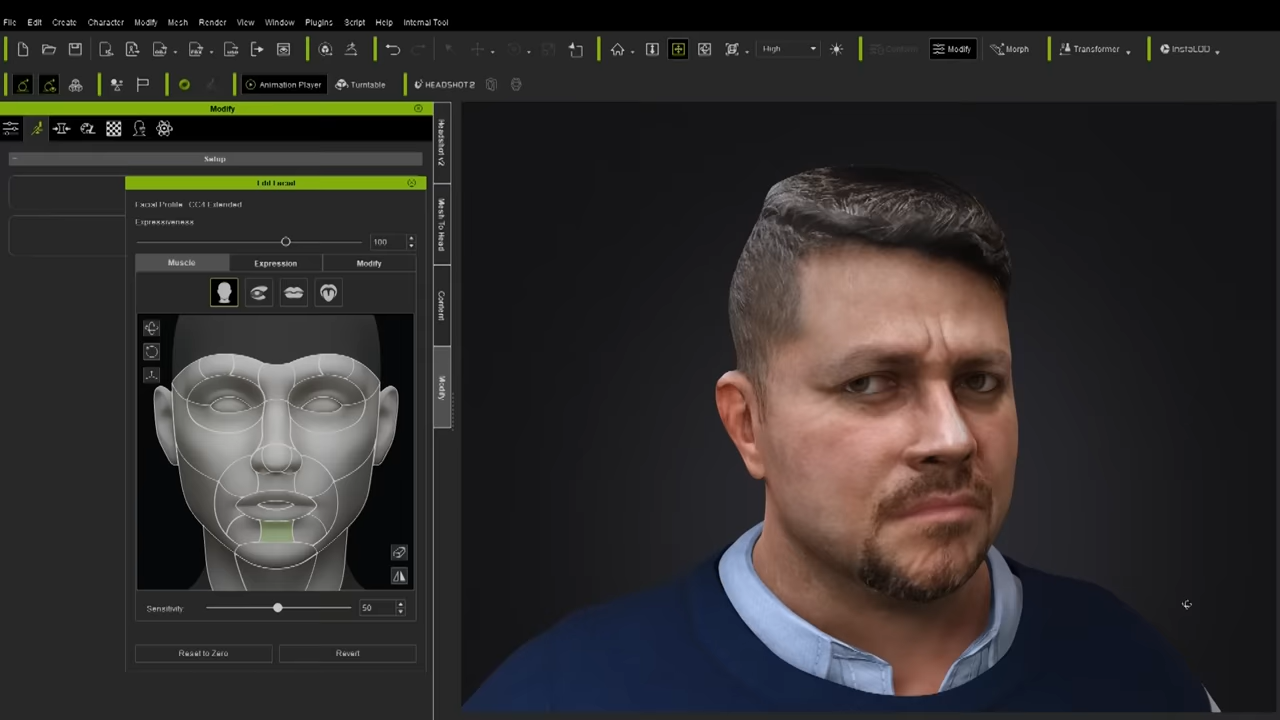 File Edit Create Character Modify Mesh Render View Window Plugins Script Help Internal Tool
High Modify Morph Transformer InstaLOD
Animation Player Turntable HEADSHOT 2
Modify
Setup
Edit Facial
Facial Profile : CC4 Extended
Expressiveness
100
Muscle Expression Modify
Sensitivity 50
Reset to Zero Revert
Headshot v2
Mesh To Head
Content
Modify